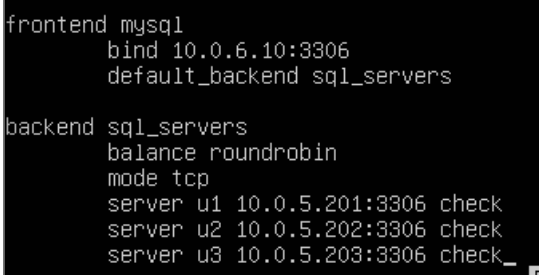 frontend mysql
bind 10.0.6.10:3306
default_backend sql_servers
backend sql_servers
balance roundrobin
mode tcp
server u1 10.0.5.201:3306 check
server u2 10.0.5.202:3306 check
server u3 10.0.5.203:3306 check_